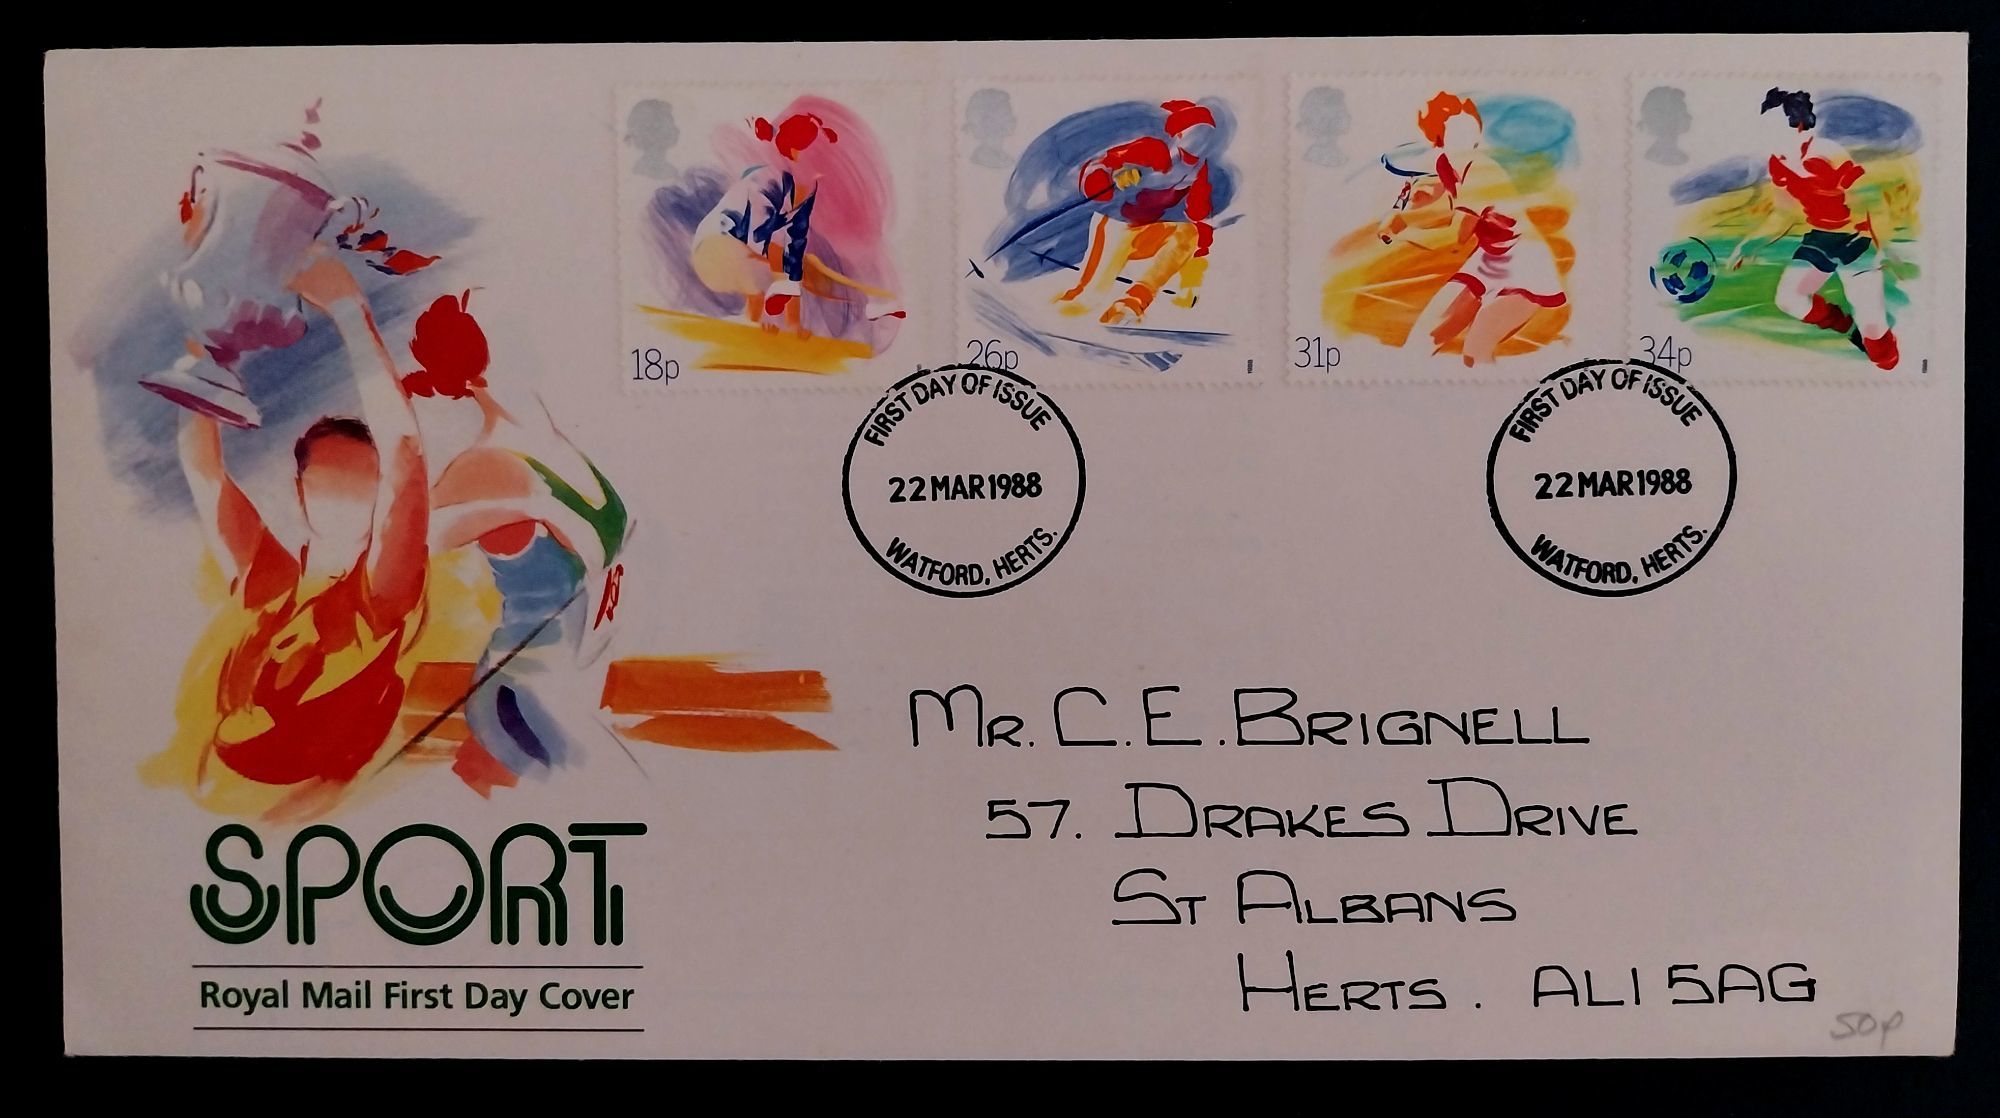 18p
26p
31p
34p
FIRST DAY OF ISSUE
22 MAR 1988
WATFORD, HERTS.
FIRST DAY OF ISSUE
22 MAR 1988
WATFORD, HERTS.
MR. C. E. BRIGNELL
57. DRAKES DRIVE
ST ALBANS
HERTS. AL1 5AG
50p
SPORT
Royal Mail First Day Cover